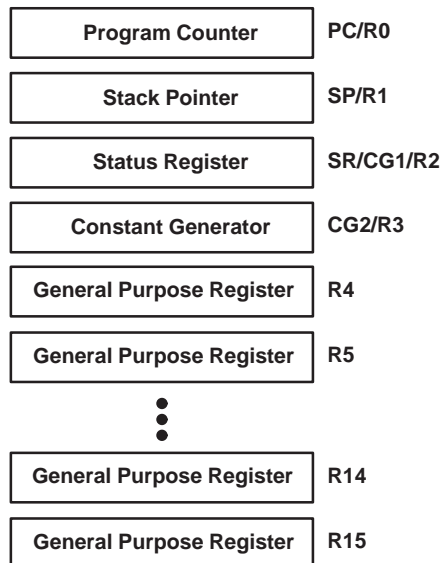 Program Counter PC/R0
Stack Pointer SP/R1
Status Register SR/CG1/R2
Constant Generator CG2/R3
General Purpose Register R4
General Purpose Register R5
General Purpose Register R14
General Purpose Register R15